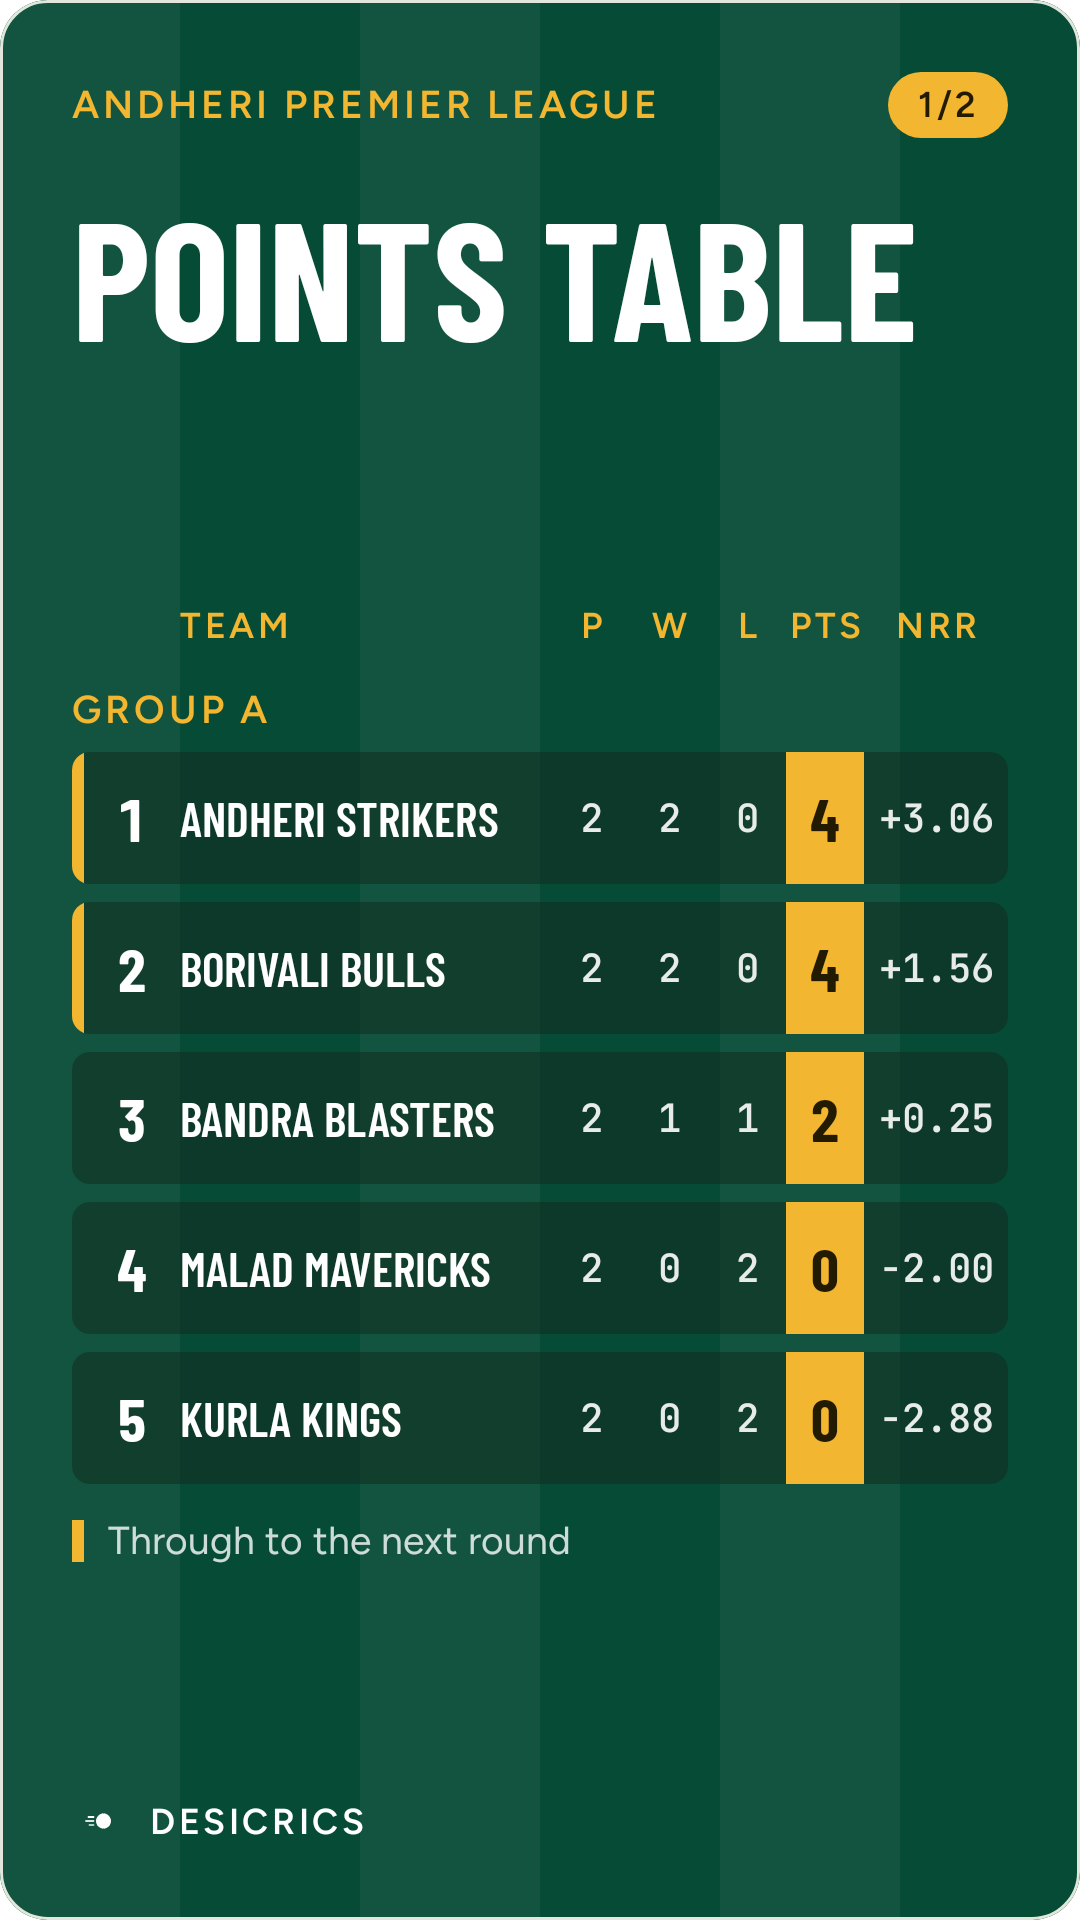 ANDHERI PREMIER LEAGUE 1/2
POINTS TABLE
TEAM P W L PTS NRR
GROUP A
1 ANDHERI STRIKERS 2 2 0 4 +3.06
2 BORIVALI BULLS 2 2 0 4 +1.56
3 BANDRA BLASTERS 2 1 1 2 +0.25
4 MALAD MAVERICKS 2 0 2 0 -2.00
5 KURLA KINGS 2 0 2 0 -2.88
Through to the next round
DESICRICS